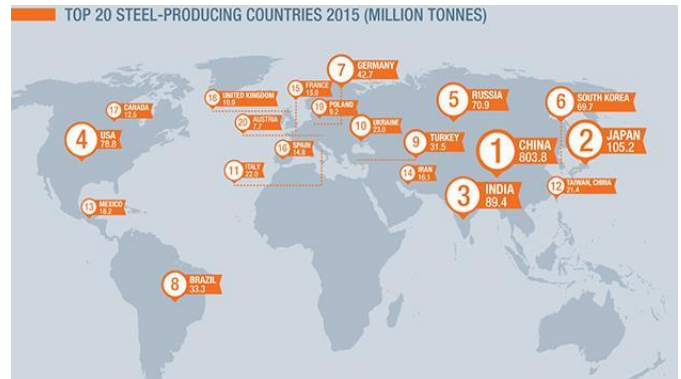 TOP 20 STEEL-PRODUCING COUNTRIES 2015 (MILLION TONNES)
7
GERMANY
42.7
15
FRANCE
15.0
16
UNITED KINGDOM
10.9
19
POLAND
9.2
17
CANADA
12.5
5
RUSSIA
70.9
6
SOUTH KOREA
69.7
20
AUSTRIA
7.7
10
UKRAINE
23.0
4
USA
78.8
9
TURKEY
31.5
1
CHINA
803.8
2
JAPAN
105.2
16
SPAIN
14.8
11
ITALY
22.0
14
IRAN
16.1
3
INDIA
89.4
12
TAIWAN, CHINA
21.4
13
MEXICO
18.2
8
BRAZIL
33.3